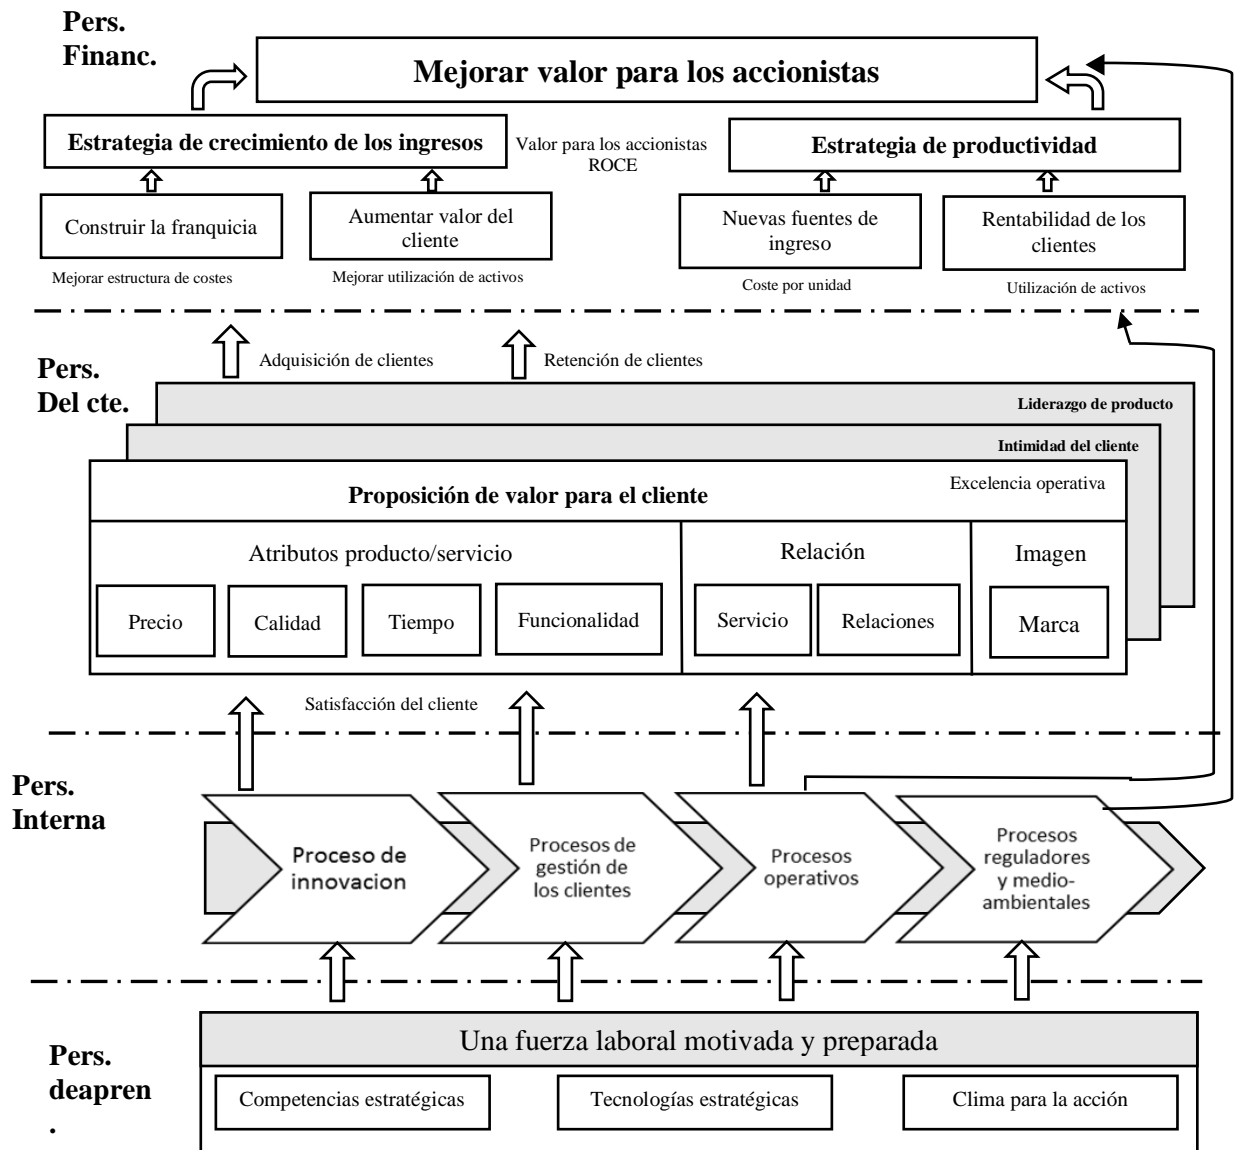 Pers.
Financ.
Mejorar valor para los accionistas
Estrategia de crecimiento de los ingresos
Valor para los accionistas
ROCE
Estrategia de productividad
Construir la franquicia
Aumentar valor del
cliente
Nuevas fuentes de
ingreso
Rentabilidad de los
clientes
Mejorar estructura de costes
Mejorar utilización de activos
Coste por unidad
Utilización de activos
Adquisición de clientes
Retención de clientes
Pers.
Del cte.
Liderazgo de producto
Intimidad del cliente
Excelencia operativa
Proposición de valor para el cliente
Atributos producto/servicio
Relación
Imagen
Precio
Calidad
Tiempo
Funcionalidad
Servicio
Relaciones
Marca
Satisfacción del cliente
Pers.
Interna
Proceso de
innovacion
Procesos de
gestión de
los clientes
Procesos
operativos
Procesos
reguladores
y medio-
ambientales
Pers.
deapren
.
Una fuerza laboral motivada y preparada
Competencias estratégicas
Tecnologías estratégicas
Clima para la acción